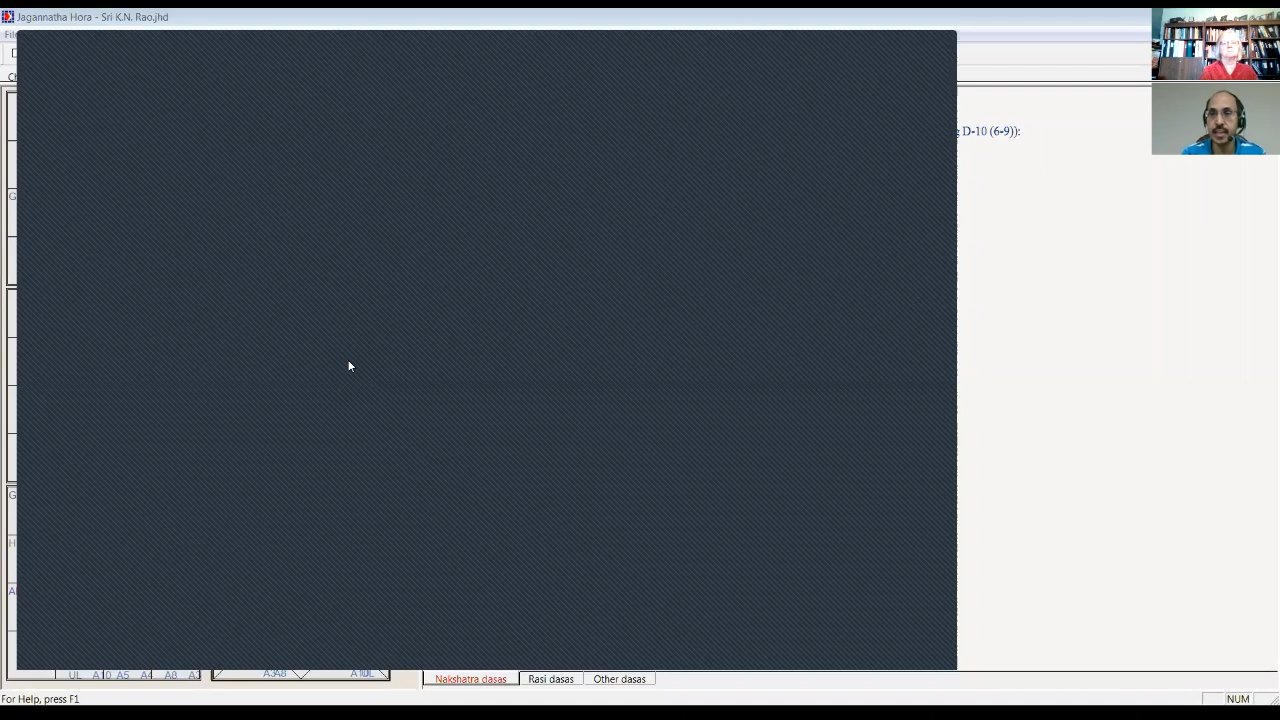 Jagannatha Hora - Sri K.N. Rao.jhd
D-10 (6-9)):
G
G
H
UL A10 A5 A4 A8
A3A8
Nakshatra dasas Rasi dasas Other dasas
For Help, press F1
NUM